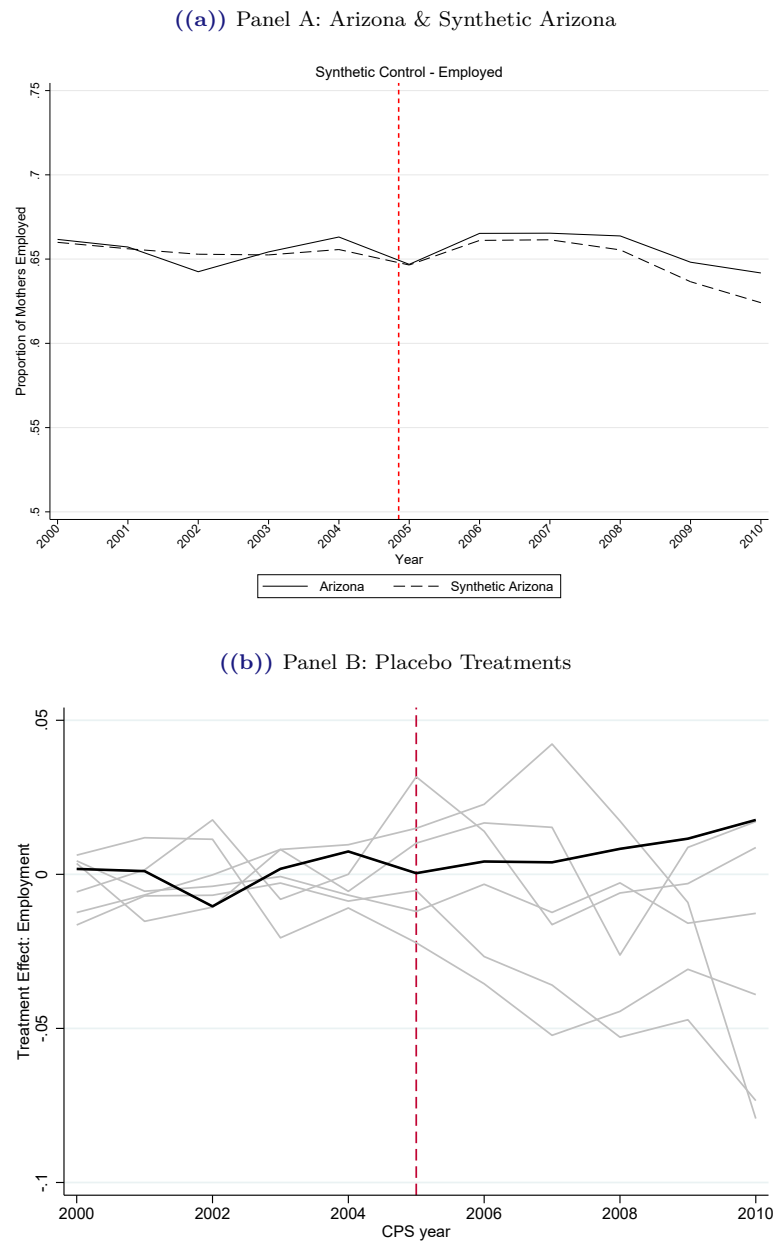 ((a)) Panel A: Arizona & Synthetic Arizona
Synthetic Control - Employed
Proportion of Mothers Employed
.75
.7
.65
.6
.55
.5
2000 2001 2002 2003 2004 2005 2006 2007 2008 2009 2010
Year
Arizona Synthetic Arizona
((b)) Panel B: Placebo Treatments
Treatment Effect: Employment
.05
0
-.05
-.1
2000 2002 2004 2006 2008 2010
CPS year